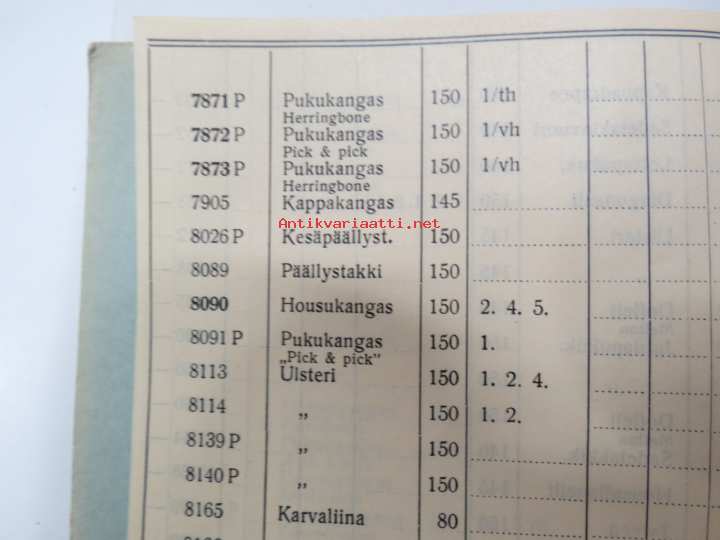 7871 P Pukukangas 150 1/th
Herringbone
7872 P Pukukangas 150 1/vh
Pick & pick
7873 P Pukukangas 150 1/vh
Herringbone
7905 Kappakangas 145
Antikvariaatti.net
8026 P Kesäpäällyst. 150
8089 Päällystakki 150
8090 Housukangas 150 2. 4. 5.
8091 P Pukukangas 150 1.
„Pick & pick"
8113 Ulsteri 150 1. 2. 4.
8114 „ 150 1. 2.
8139 P „ 150
8140 P „ 150
8165 Karvaliina 80